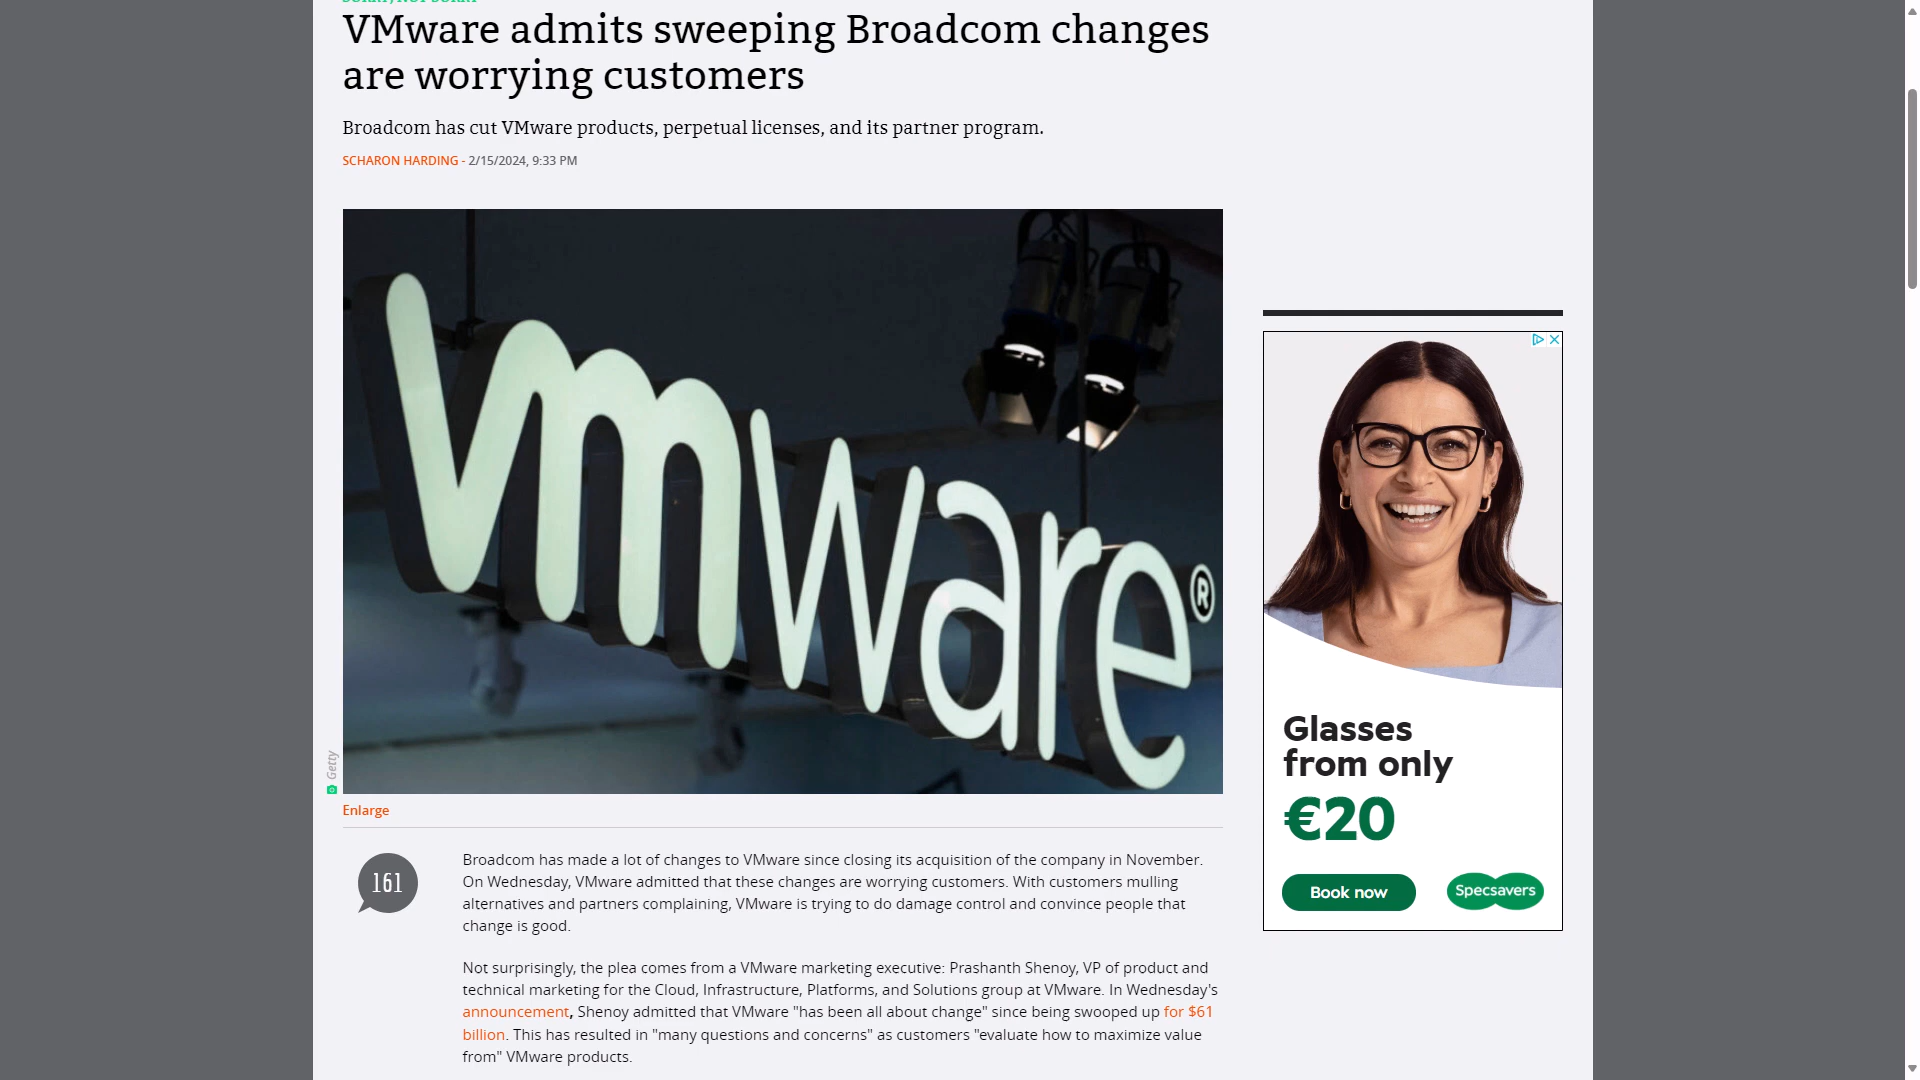 VMware admits sweeping Broadcom changes
are worrying customers
Broadcom has cut VMware products, perpetual licenses, and its partner program.
SCHARON HARDING - 2/15/2024, 9:33 PM
vmware®
Getty
Enlarge
161
Broadcom has made a lot of changes to VMware since closing its acquisition of the company in November.
On Wednesday, VMware admitted that these changes are worrying customers. With customers mulling
alternatives and partners complaining, VMware is trying to do damage control and convince people that
change is good.
Not surprisingly, the plea comes from a VMware marketing executive: Prashanth Shenoy, VP of product and
technical marketing for the Cloud, Infrastructure, Platforms, and Solutions group at VMware. In Wednesday's
announcement, Shenoy admitted that VMware "has been all about change" since being swooped up for $61
billion. This has resulted in "many questions and concerns" as customers "evaluate how to maximize value
from" VMware products.
Glasses
from only
€20
Book now
Specsavers